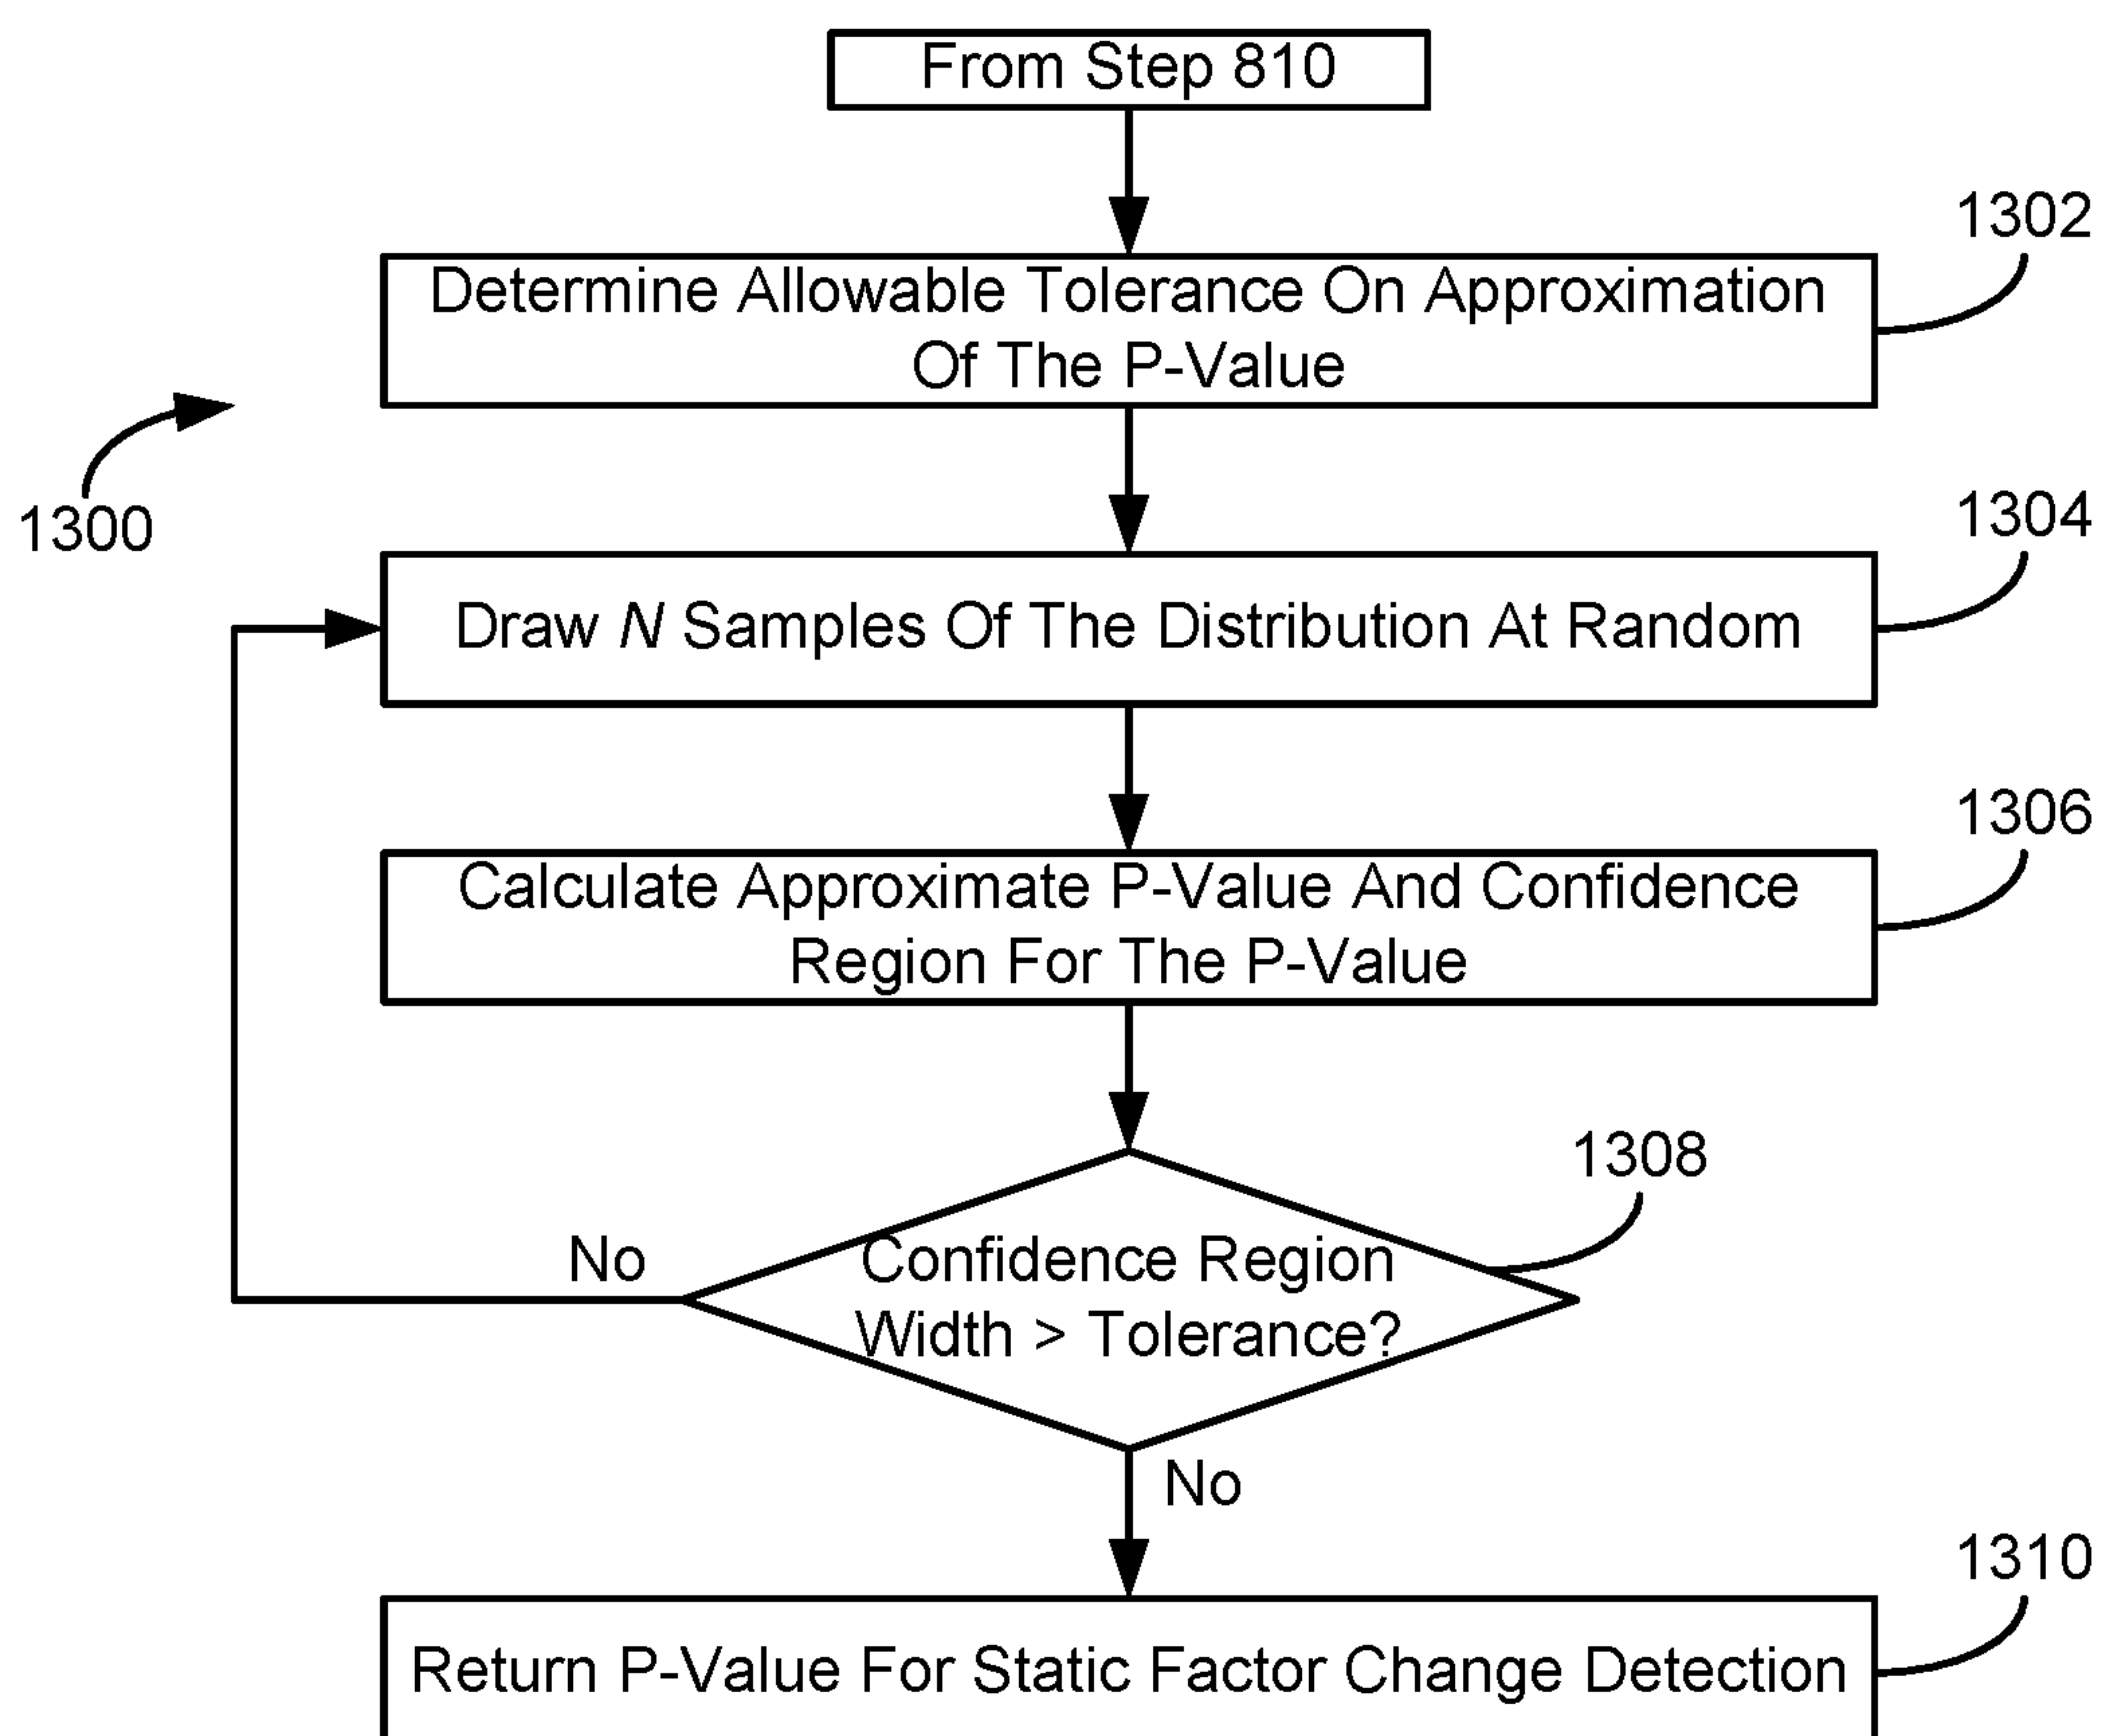 From Step 810
1302
Determine Allowable Tolerance On Approximation
Of The P-Value
1300
1304
Draw N Samples Of The Distribution At Random
1306
Calculate Approximate P-Value And Confidence
Region For The P-Value
1308
No
Confidence Region
Width > Tolerance?
No
1310
Return P-Value For Static Factor Change Detection